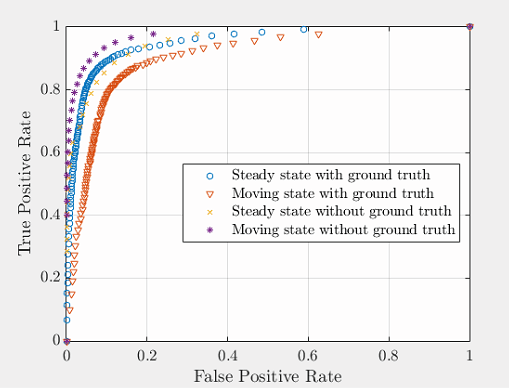 1
0.8
0.6
0.4
0.2
0
True Positive Rate
Steady state with ground truth
Moving state with ground truth
Steady state without ground truth
Moving state without ground truth
0 0.2 0.4 0.6 0.8 1
False Positive Rate